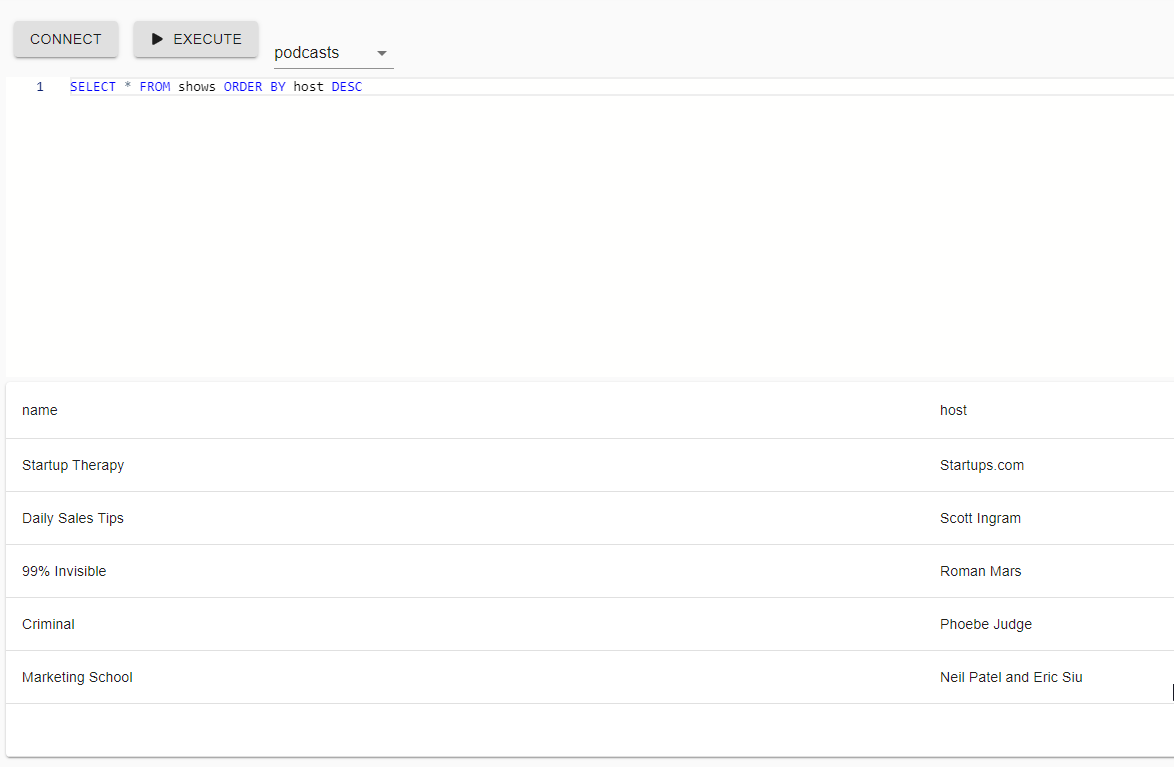 CONNECT EXECUTE podcasts
1 SELECT * FROM shows ORDER BY host DESC
name host
Startup Therapy Startups.com
Daily Sales Tips Scott Ingram
99% Invisible Roman Mars
Criminal Phoebe Judge
Marketing School Neil Patel and Eric Siu